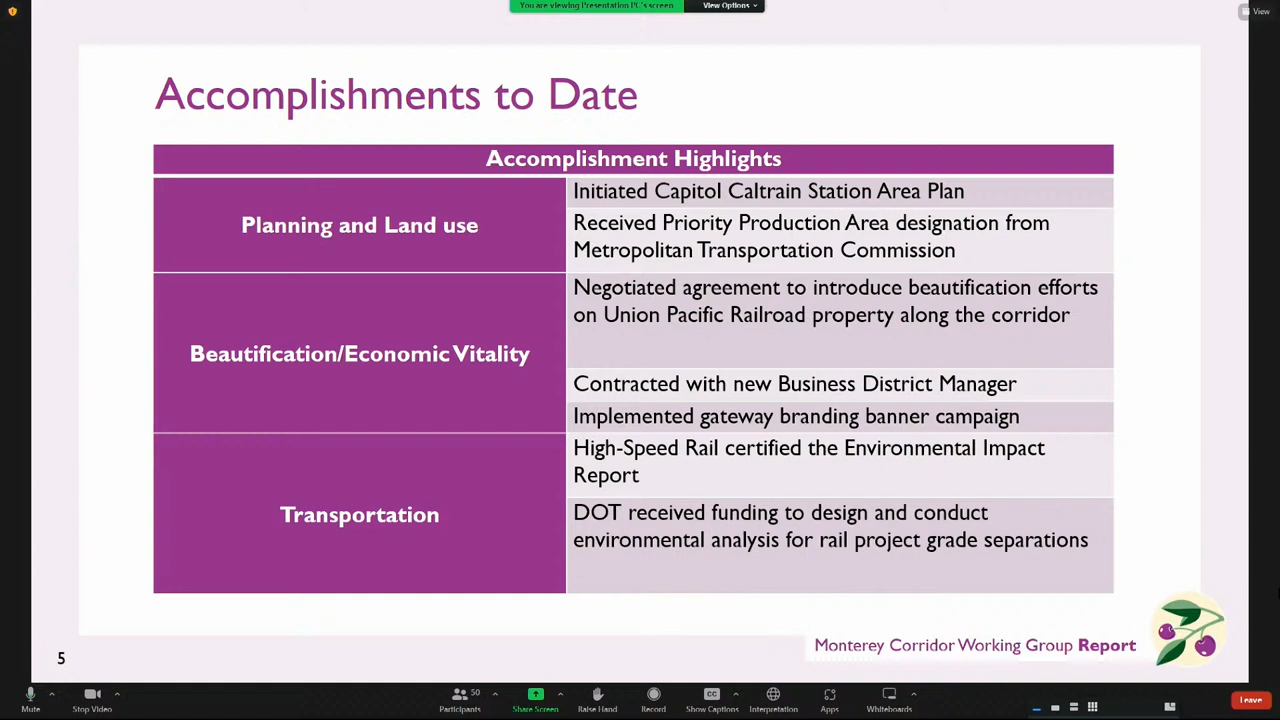 You are viewing Presentation PC's screen
View Options
View
Accomplishments to Date
Accomplishment Highlights
Planning and Land use
Initiated Capitol Caltrain Station Area Plan
Received Priority Production Area designation from
Metropolitan Transportation Commission
Beautification/Economic Vitality
Negotiated agreement to introduce beautification efforts
on Union Pacific Railroad property along the corridor
Contracted with new Business District Manager
Implemented gateway branding banner campaign
Transportation
High-Speed Rail certified the Environmental Impact
Report
DOT received funding to design and conduct
environmental analysis for rail project grade separations
Monterey Corridor Working Group Report
5
Mute
Stop Video
50
Participants
Share Screen
Raise Hand
Record
CC
Show Captions
Interpretation
Apps
Whiteboards
Leave